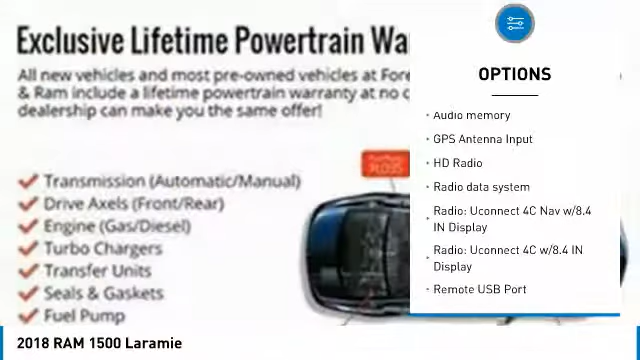 Exclusive Lifetime Powertrain Wa
All new vehicles and most pre-owned vehicles at Fore
& Ram include a lifetime powertrain warranty at no c
dealership can make you the same offer!
Transmission (Automatic/Manual)
Drive Axels (Front/Rear)
Engine (Gas/Diesel)
Turbo Chargers
Transfer Units
Seals & Gaskets
Fuel Pump
OPTIONS
Audio memory
GPS Antenna Input
HD Radio
Radio data system
Radio: Uconnect 4C Nav w/8.4
IN Display
Radio: Uconnect 4C w/8.4 IN
Display
Remote USB Port
2018 RAM 1500 Laramie